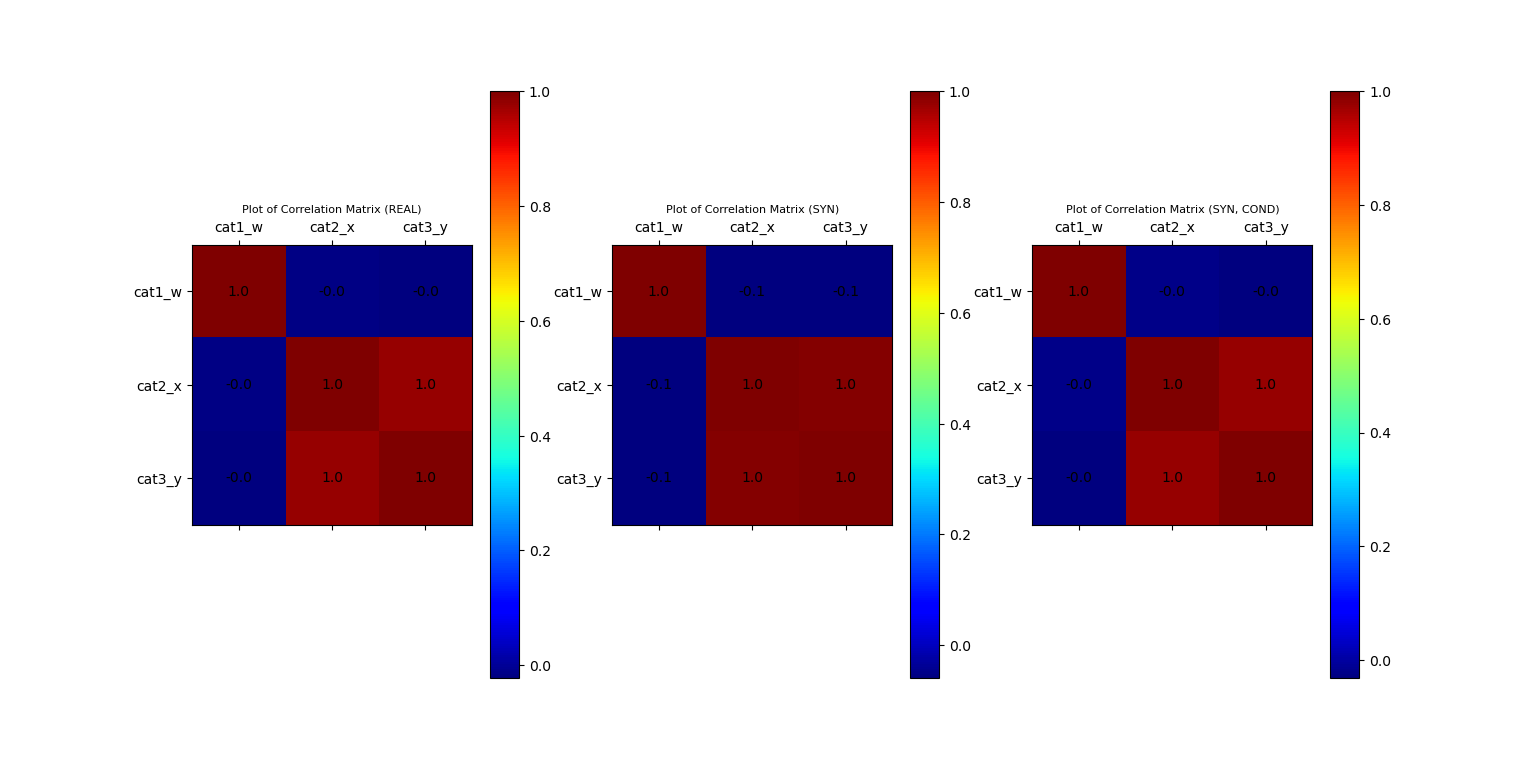 Plot of Correlation Matrix (REAL)
cat1_w cat2_x cat3_y
cat1_w 1.0 -0.0 -0.0
cat2_x -0.0 1.0 1.0
cat3_y -0.0 1.0 1.0
1.0
0.8
0.6
0.4
0.2
0.0
Plot of Correlation Matrix (SYN)
cat1_w cat2_x cat3_y
cat1_w 1.0 -0.1 -0.1
cat2_x -0.1 1.0 1.0
cat3_y -0.1 1.0 1.0
1.0
0.8
0.6
0.4
0.2
0.0
Plot of Correlation Matrix (SYN, COND)
cat1_w cat2_x cat3_y
cat1_w 1.0 -0.0 -0.0
cat2_x -0.0 1.0 1.0
cat3_y -0.0 1.0 1.0
1.0
0.8
0.6
0.4
0.2
0.0